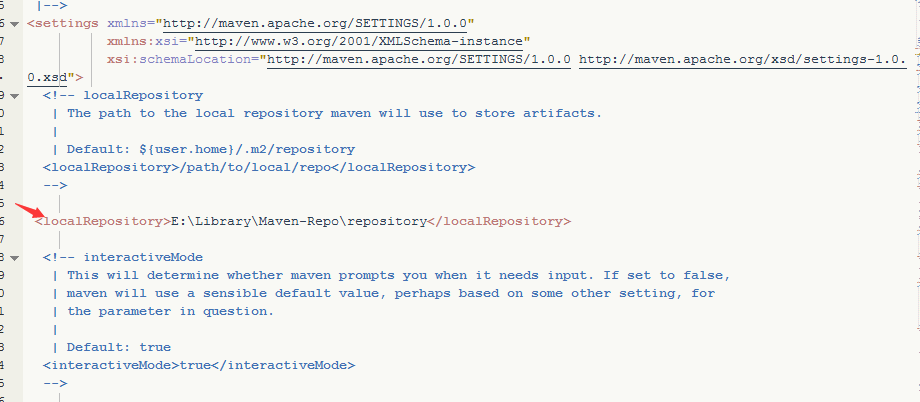 |-->
<settings xmlns="http://maven.apache.org/SETTINGS/1.0.0"
xmlns:xsi="http://www.w3.org/2001/XMLSchema-instance"
xsi:schemaLocation="http://maven.apache.org/SETTINGS/1.0.0 http://maven.apache.org/xsd/settings-1.0.
0.xsd">
<!-- localRepository
| The path to the local repository maven will use to store artifacts.
|
| Default: ${user.home}/.m2/repository
<localRepository>/path/to/local/repo</localRepository>
-->
<localRepository>E:\Library\Maven-Repo\repository</localRepository>
<!-- interactiveMode
| This will determine whether maven prompts you when it needs input. If set to false,
| maven will use a sensible default value, perhaps based on some other setting, for
| the parameter in question.
|
| Default: true
<interactiveMode>true</interactiveMode>
-->